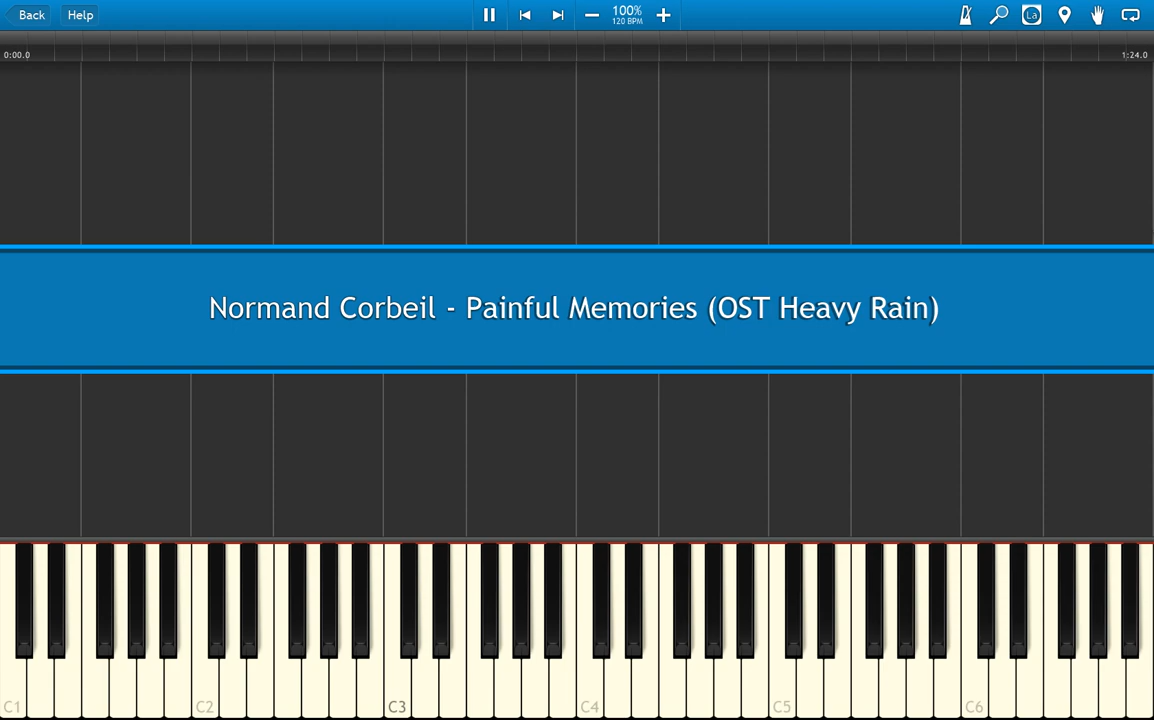 Back Help 100%
120 BPM
La
0:00.0 1:24.0
Normand Corbeil - Painful Memories (OST Heavy Rain)
C1 C2 C3 C4 C5 C6